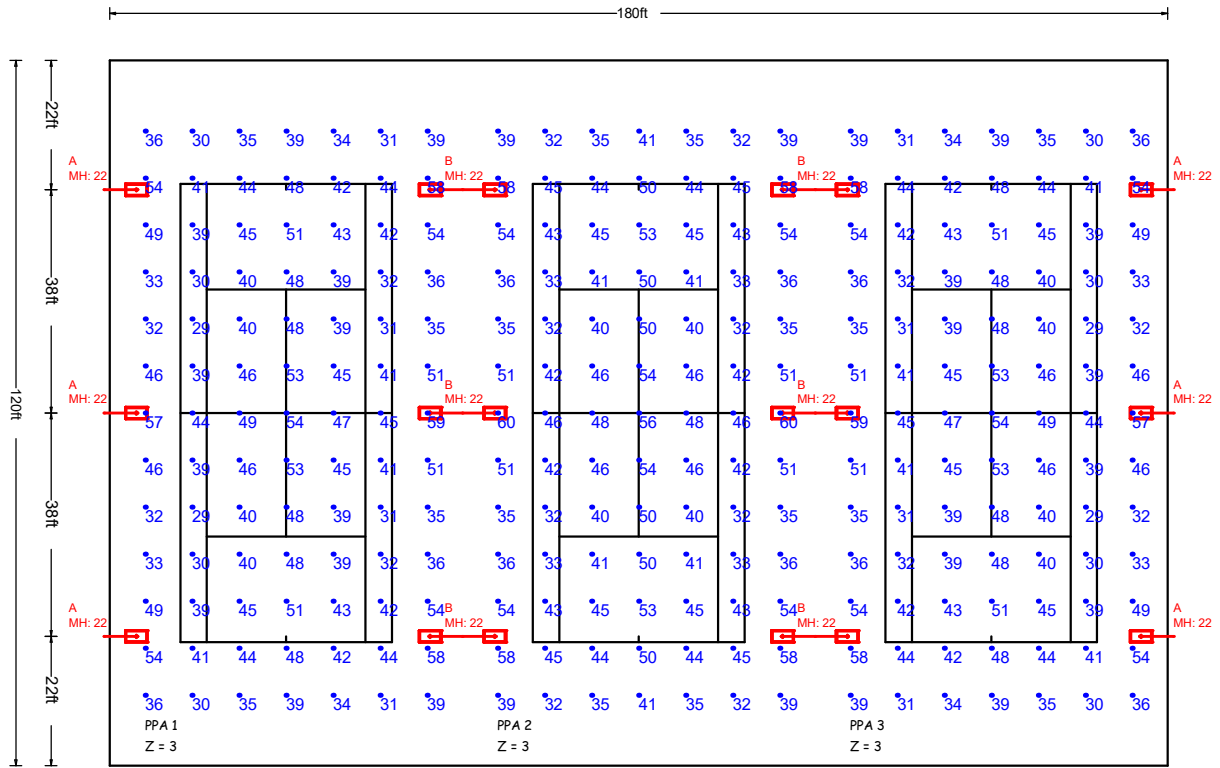 180ft
22ft
36 30 35 39 34 31 39 39 32 35 41 35 32 39 39 31 34 39 35 30 36
A B B A
MH: 22 MH: 22 MH: 22 MH: 22
54 41 44 48 42 44 58 58 45 44 50 44 45 58 58 44 42 48 44 41 54
49 39 45 51 43 42 54 54 43 45 53 45 43 54 54 42 43 51 45 39 49
38ft
33 30 40 48 39 32 36 36 33 41 50 41 33 36 36 32 39 48 40 30 33
32 29 40 48 39 31 35 35 32 40 50 40 32 35 35 31 39 48 40 29 32
46 39 46 53 45 41 51 51 42 46 54 46 42 51 51 41 45 53 46 39 46
A B B A
MH: 22 MH: 22 MH: 22 MH: 22
120ft
57 44 49 54 47 45 59 60 46 48 56 48 46 60 59 45 47 54 49 44 57
46 39 46 53 45 41 51 51 42 46 54 46 42 51 51 41 45 53 46 39 46
38ft
32 29 40 48 39 31 35 35 32 40 50 40 32 35 35 31 39 48 40 29 32
33 30 40 48 39 32 36 36 33 41 50 41 33 36 36 32 39 48 40 30 33
49 39 45 51 43 42 54 54 43 45 53 45 43 54 54 42 43 51 45 39 49
A B B A
MH: 22 MH: 22 MH: 22 MH: 22
54 41 44 48 42 44 58 58 45 44 50 44 45 58 58 44 42 48 44 41 54
22ft
36 30 35 39 34 31 39 39 32 35 41 35 32 39 39 31 34 39 35 30 36
PPA 1 PPA 2 PPA 3
Z = 3 Z = 3 Z = 3